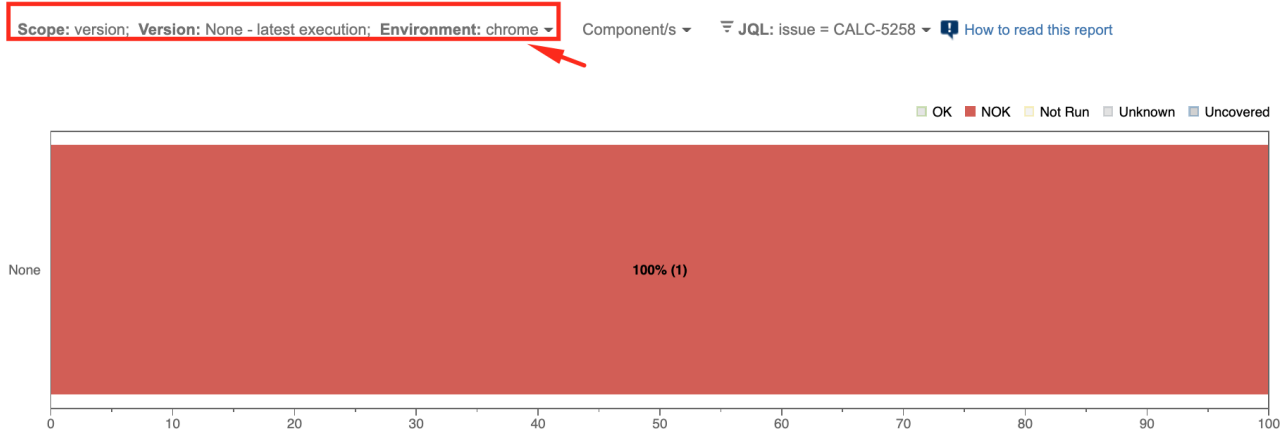 Scope: version; Version: None - latest execution; Environment: chrome Component/s JQL: issue = CALC-5258 How to read this report
OK NOK Not Run Unknown Uncovered
None 100% (1)
0 10 20 30 40 50 60 70 80 90 100